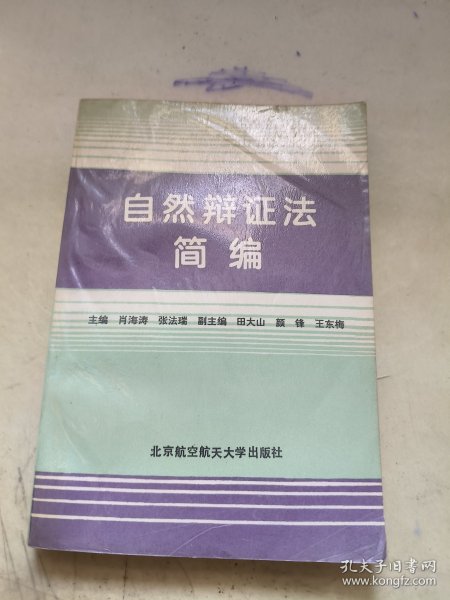 自然辩证法
简编
主编 肖海涛 张法瑞 副主编 田大山 颜锋 王东梅
北京航空航天大学出版社
孔夫子旧书网
www.kongfz.com